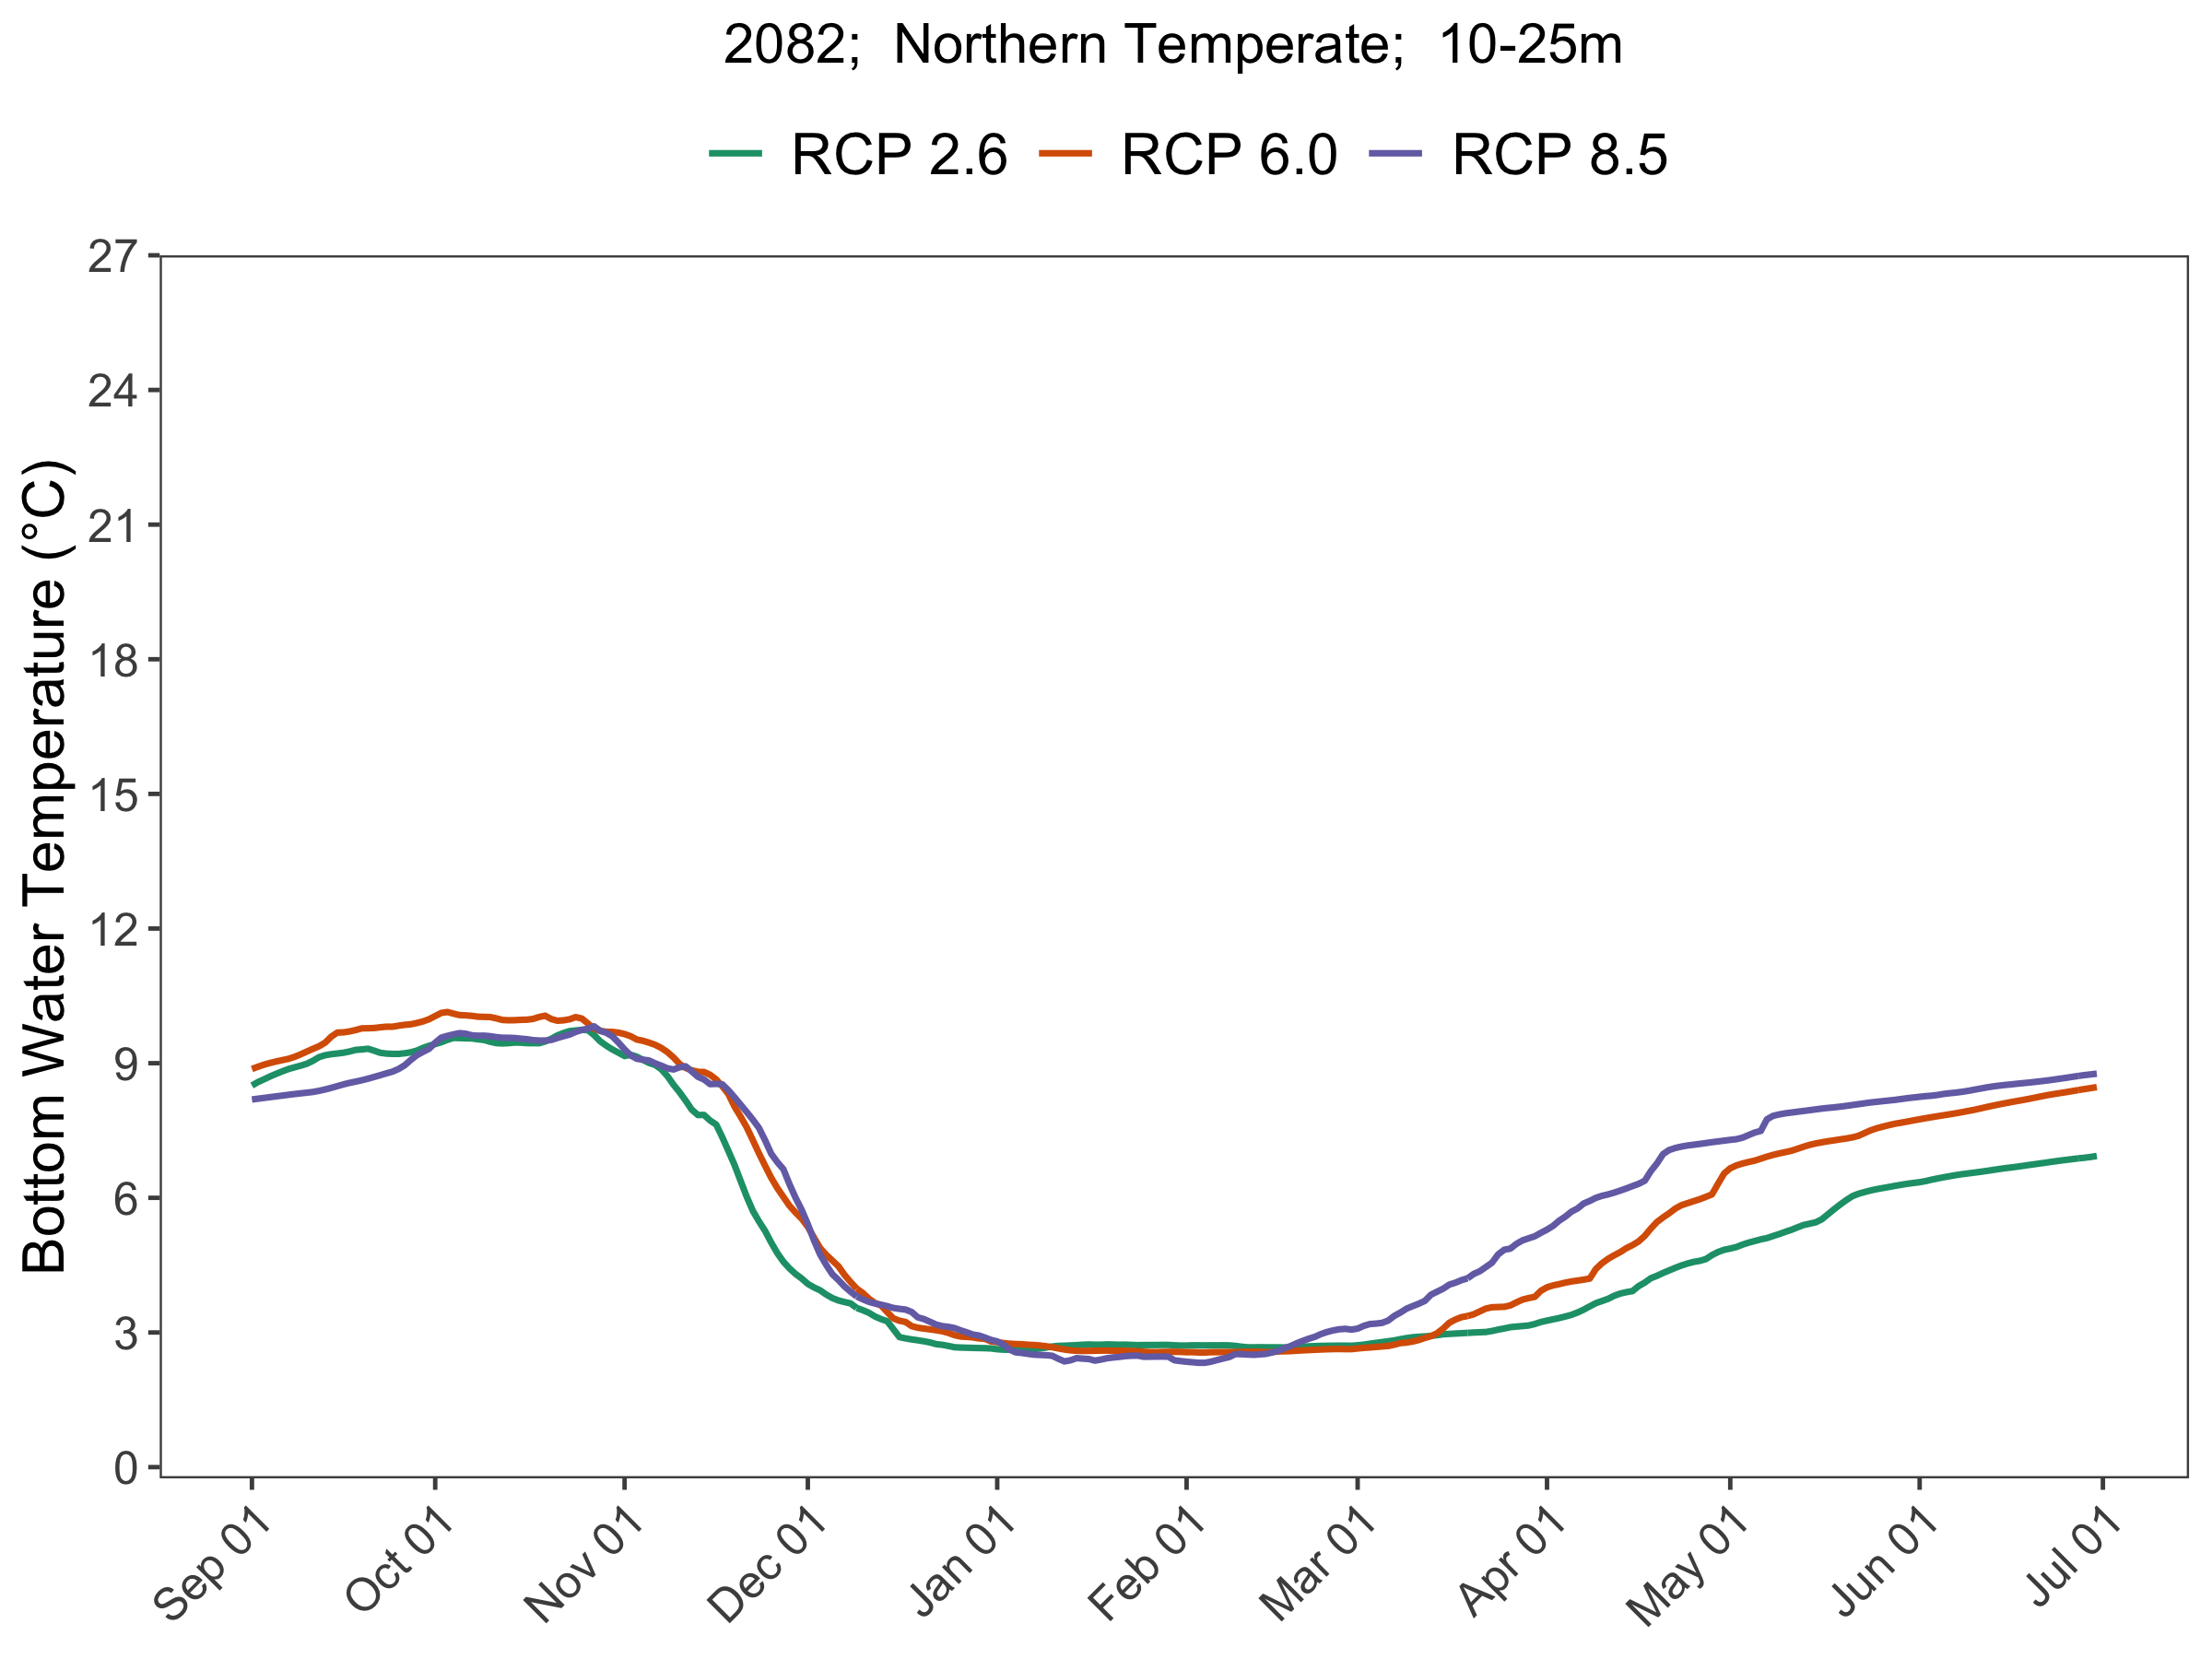 2082; Northern Temperate; 10-25m
RCP 2.6 RCP 6.0 RCP 8.5
Bottom Water Temperature (°C)
27
24
21
18
15
12
9
6
3
0
Sep 01 Oct 01 Nov 01 Dec 01 Jan 01 Feb 01 Mar 01 Apr 01 May 01 Jun 01 Jul 01